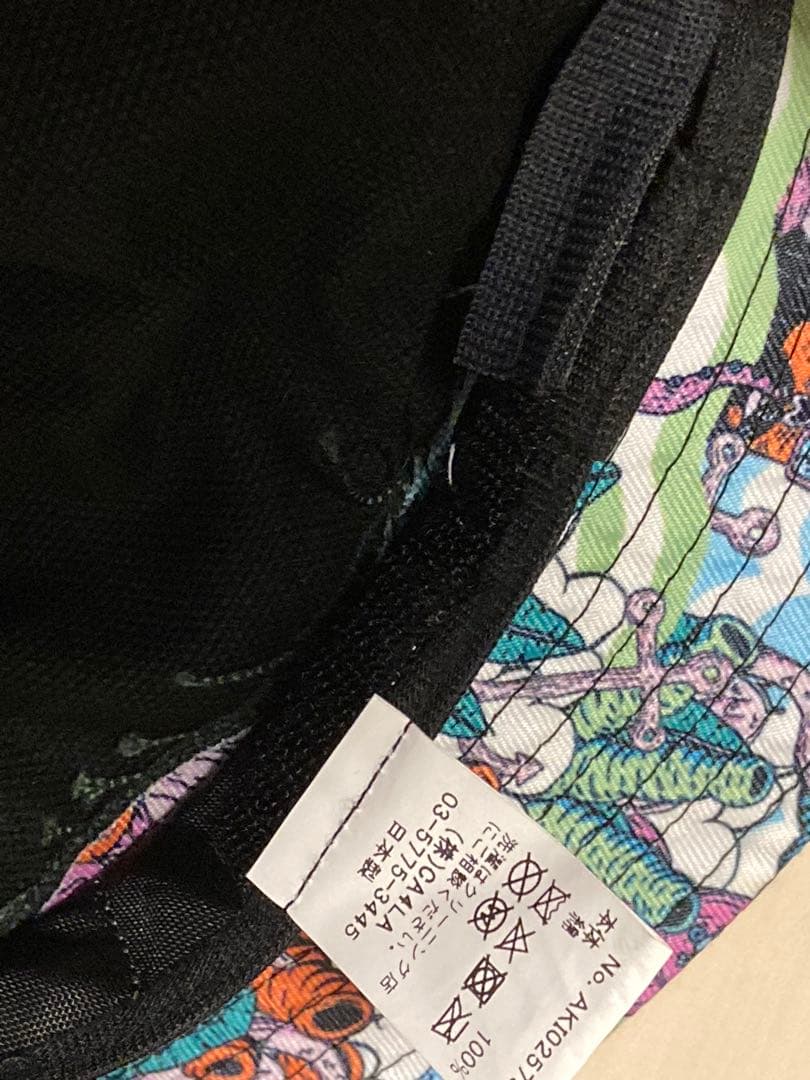 No. AKI0257
本体
綿 100%
洗濯はクリーニング店
にご相談ください。
(株)CA4LA
03-5775-3445
日本製